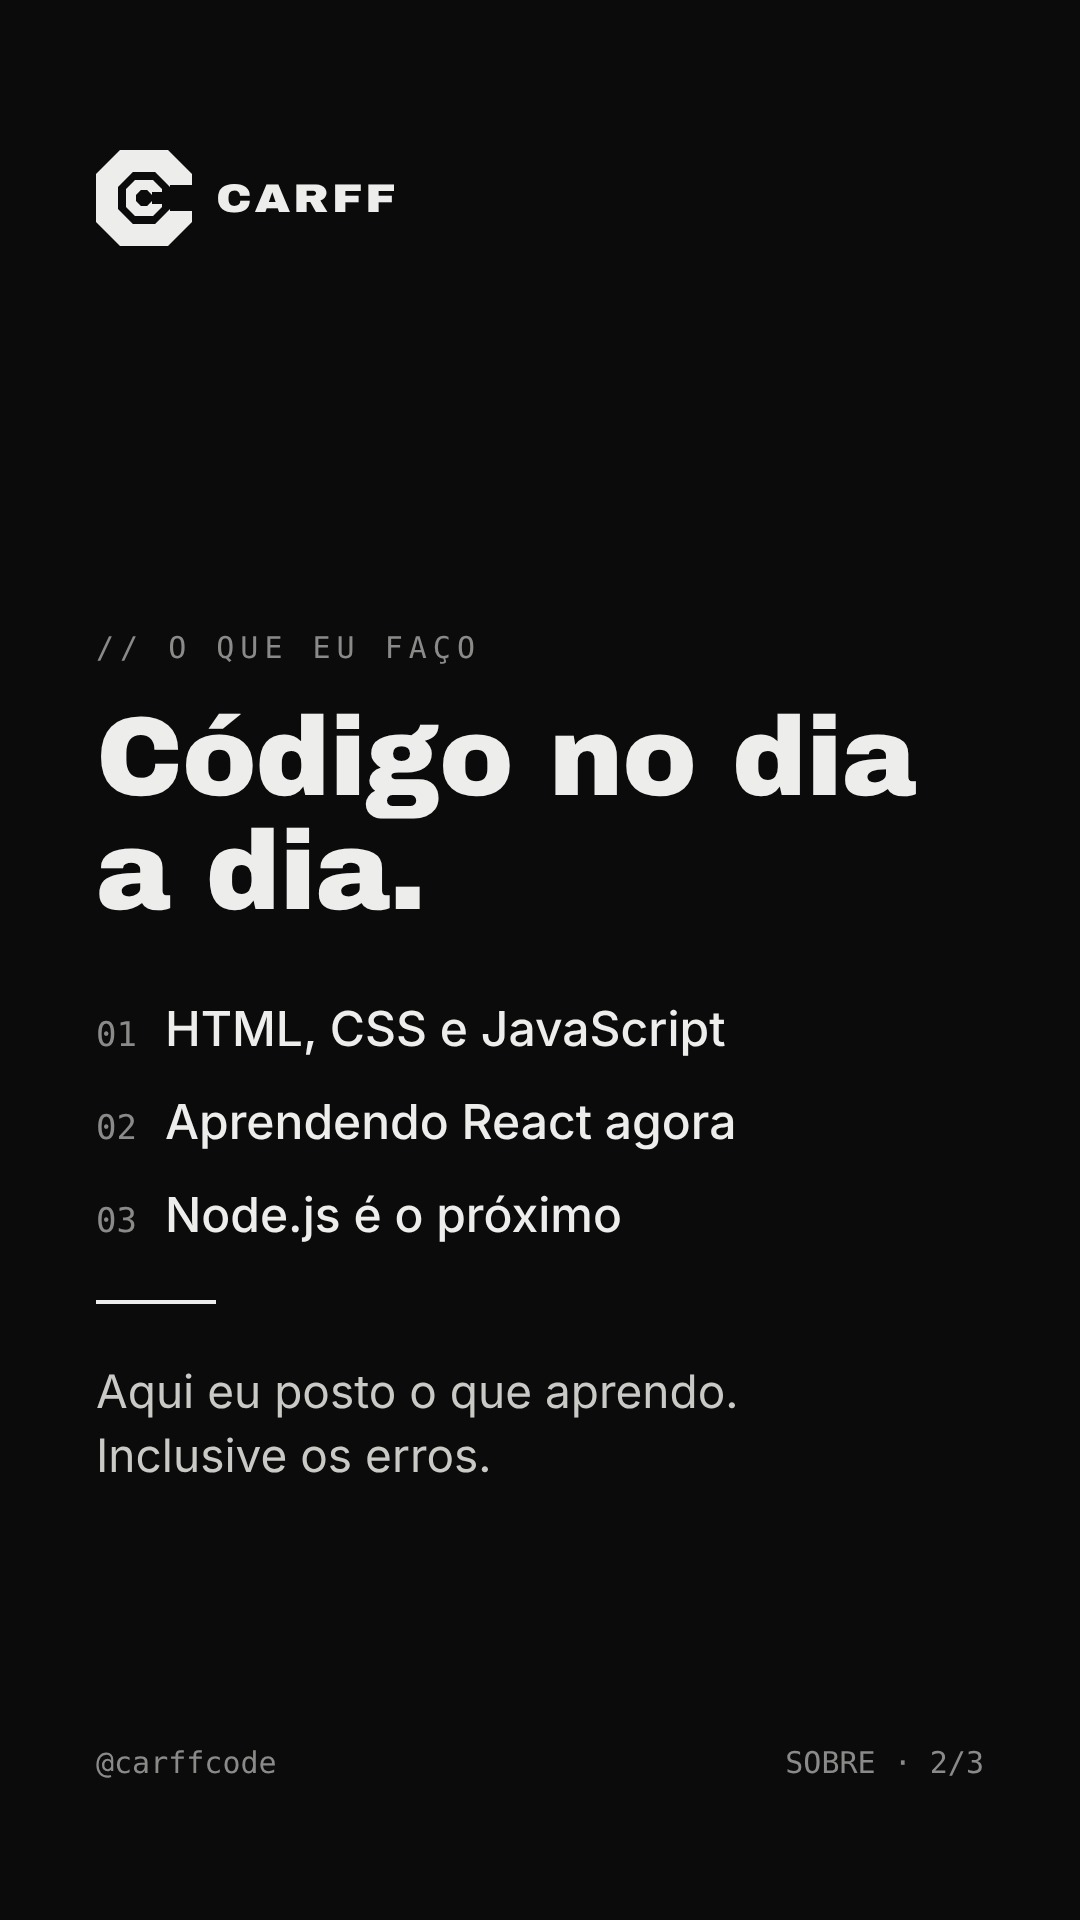 CARFF
// O QUE EU FAÇO
Código no dia
a dia.
01 HTML, CSS e JavaScript
02 Aprendendo React agora
03 Node.js é o próximo
Aqui eu posto o que aprendo.
Inclusive os erros.
@carffcode SOBRE · 2/3